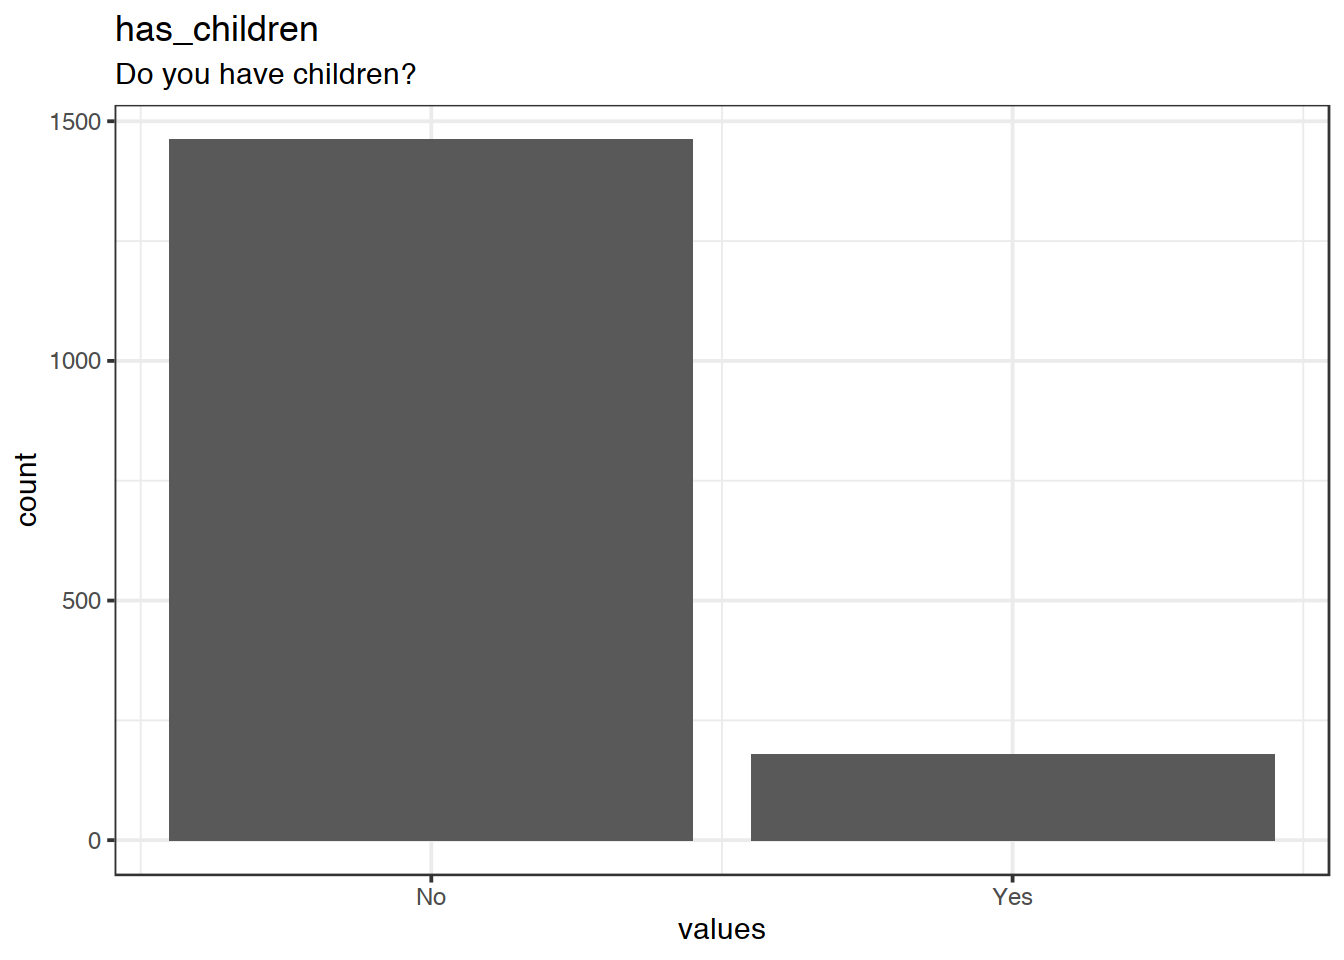 has_children
Do you have children?
1500
1000
500
0
count
No Yes
values